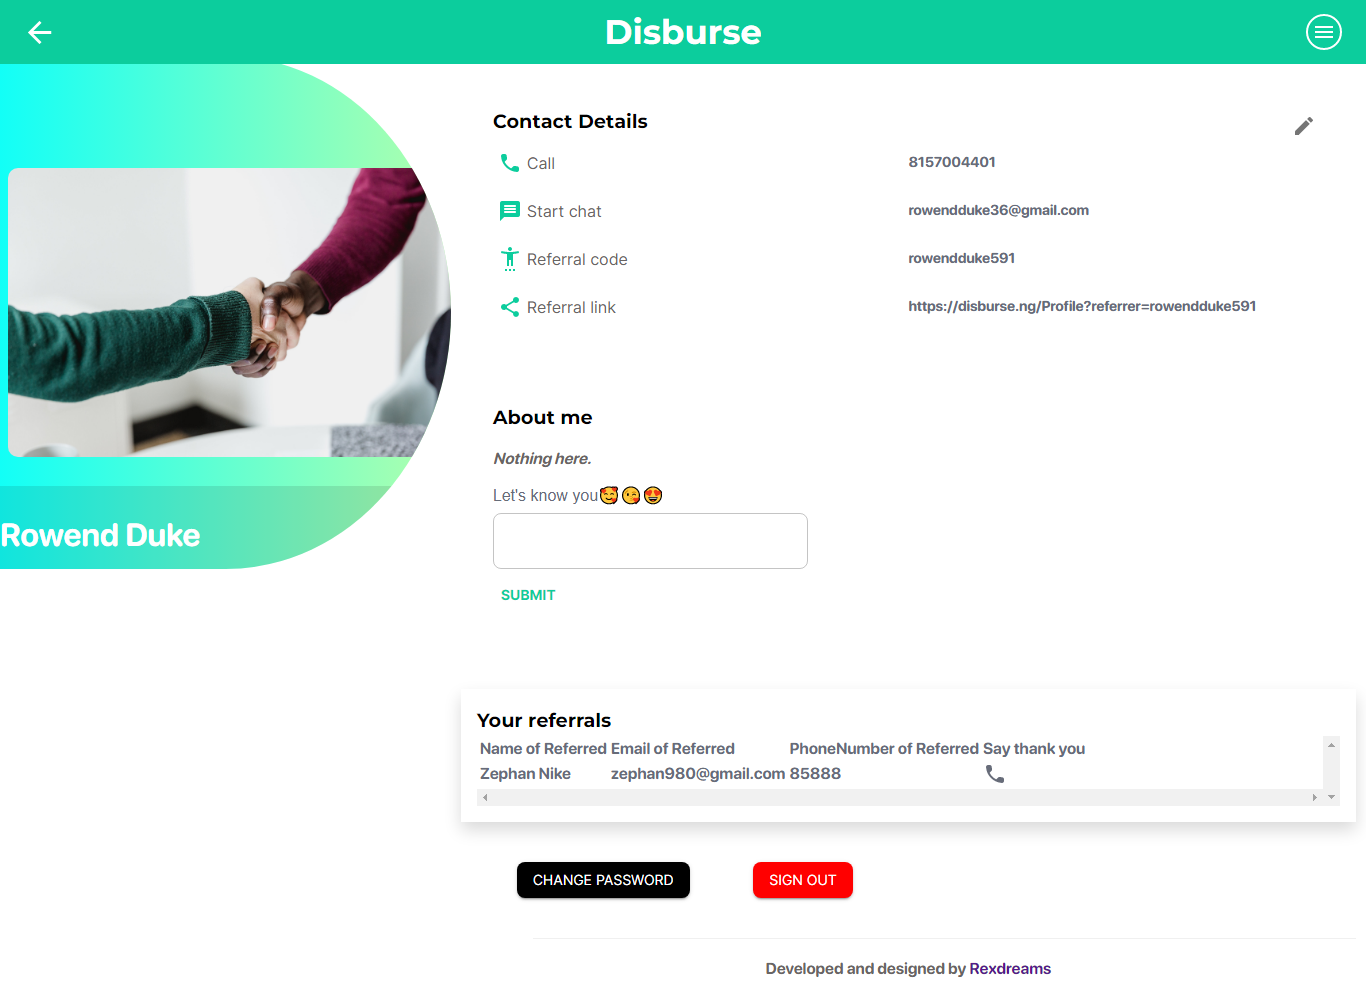 Disburse
Contact Details
Call 8157004401
Start chat rowendduke36@gmail.com
Referral code rowendduke591
Referral link https://disburse.ng/Profile?referrer=rowendduke591
About me
Nothing here.
Let's know you🥰😘😍
SUBMIT
Rowend Duke
Your referrals
Name of Referred Email of Referred PhoneNumber of Referred Say thank you
Zephan Nike zephan980@gmail.com 85888
CHANGE PASSWORD SIGN OUT
Developed and designed by Rexdreams